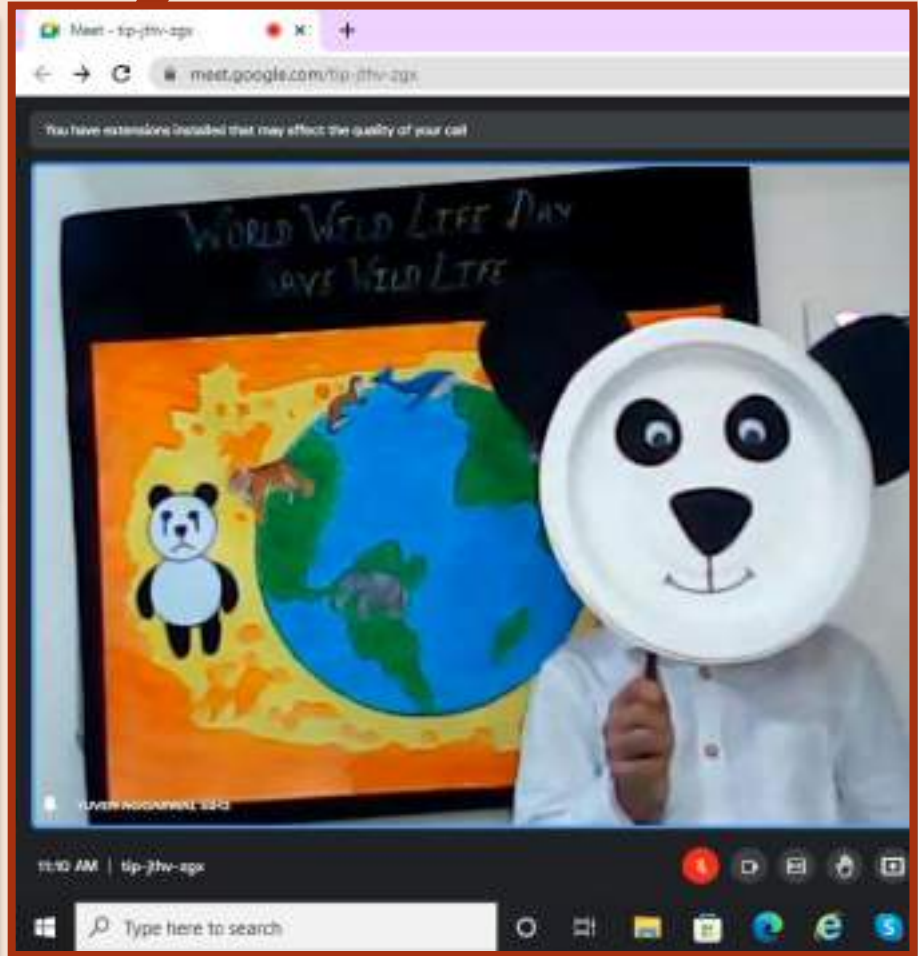 Meet - tip-jthv-zgx
meet.google.com/tip-jthv-zgx
You have extensions installed that may affect the quality of your call
WORLD WILD LIFE DAY
SAVE WILD LIFE
11:10 AM | tip-jthv-zgx
Type here to search